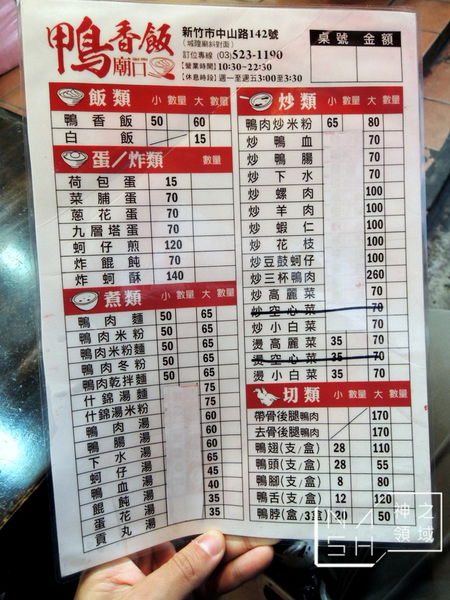 鴨香飯
廟口
新竹市中山路142號
(城隍廟斜對面)
訂位專線 (03)523-1190
【營業時間】10:30~22:30
【休息時段】週一至週五3:00至3:30
桌號 金額
飯類 小 數量 大 數量
鴨香飯 50 60
白飯 15
蛋/炸類 數量
荷包蛋 15
菜脯蛋 70
蔥花蛋 70
九層塔蛋 70
蚵仔煎 120
炸餛飩 70
炸蚵酥 140
煮類 小 數量 大 數量
鴨肉麵 50 65
鴨肉米粉 50 65
鴨肉米粉麵 50 65
鴨肉冬粉 50 65
鴨肉乾拌麵 50 65
什錦湯麵 75
什錦湯米粉 75
鴨肉湯 60
鴨腸湯 60
下水湯 60
蚵仔湯 65
鴨血湯 45
餛飩湯 40
蛋花湯 35
貢丸湯 35
炒類 小 數量 大 數量
鴨肉炒米粉 65 80
炒鴨血 70
炒鴨腸 70
炒下水 70
炒螺肉 100
炒羊肉 100
炒蝦仁 100
炒花枝 100
炒豆鼓蚵仔 100
炒三杯鴨肉 260
炒高麗菜 70
炒空心菜 70
炒小白菜 70
燙高麗菜 35 70
燙空心菜 35 70
燙小白菜 35 70
切類 小 數量 大 數量
帶骨後腿鴨肉 170
去骨後腿鴨肉 170
鴨翅(支/盒) 28 110
鴨頭(支/盒) 28 55
鴨腳(支/盒) 8 80
鴨舌(支/盒) 12 120
鴨脖(盒/3盒) 20 50
NASH 神之領域